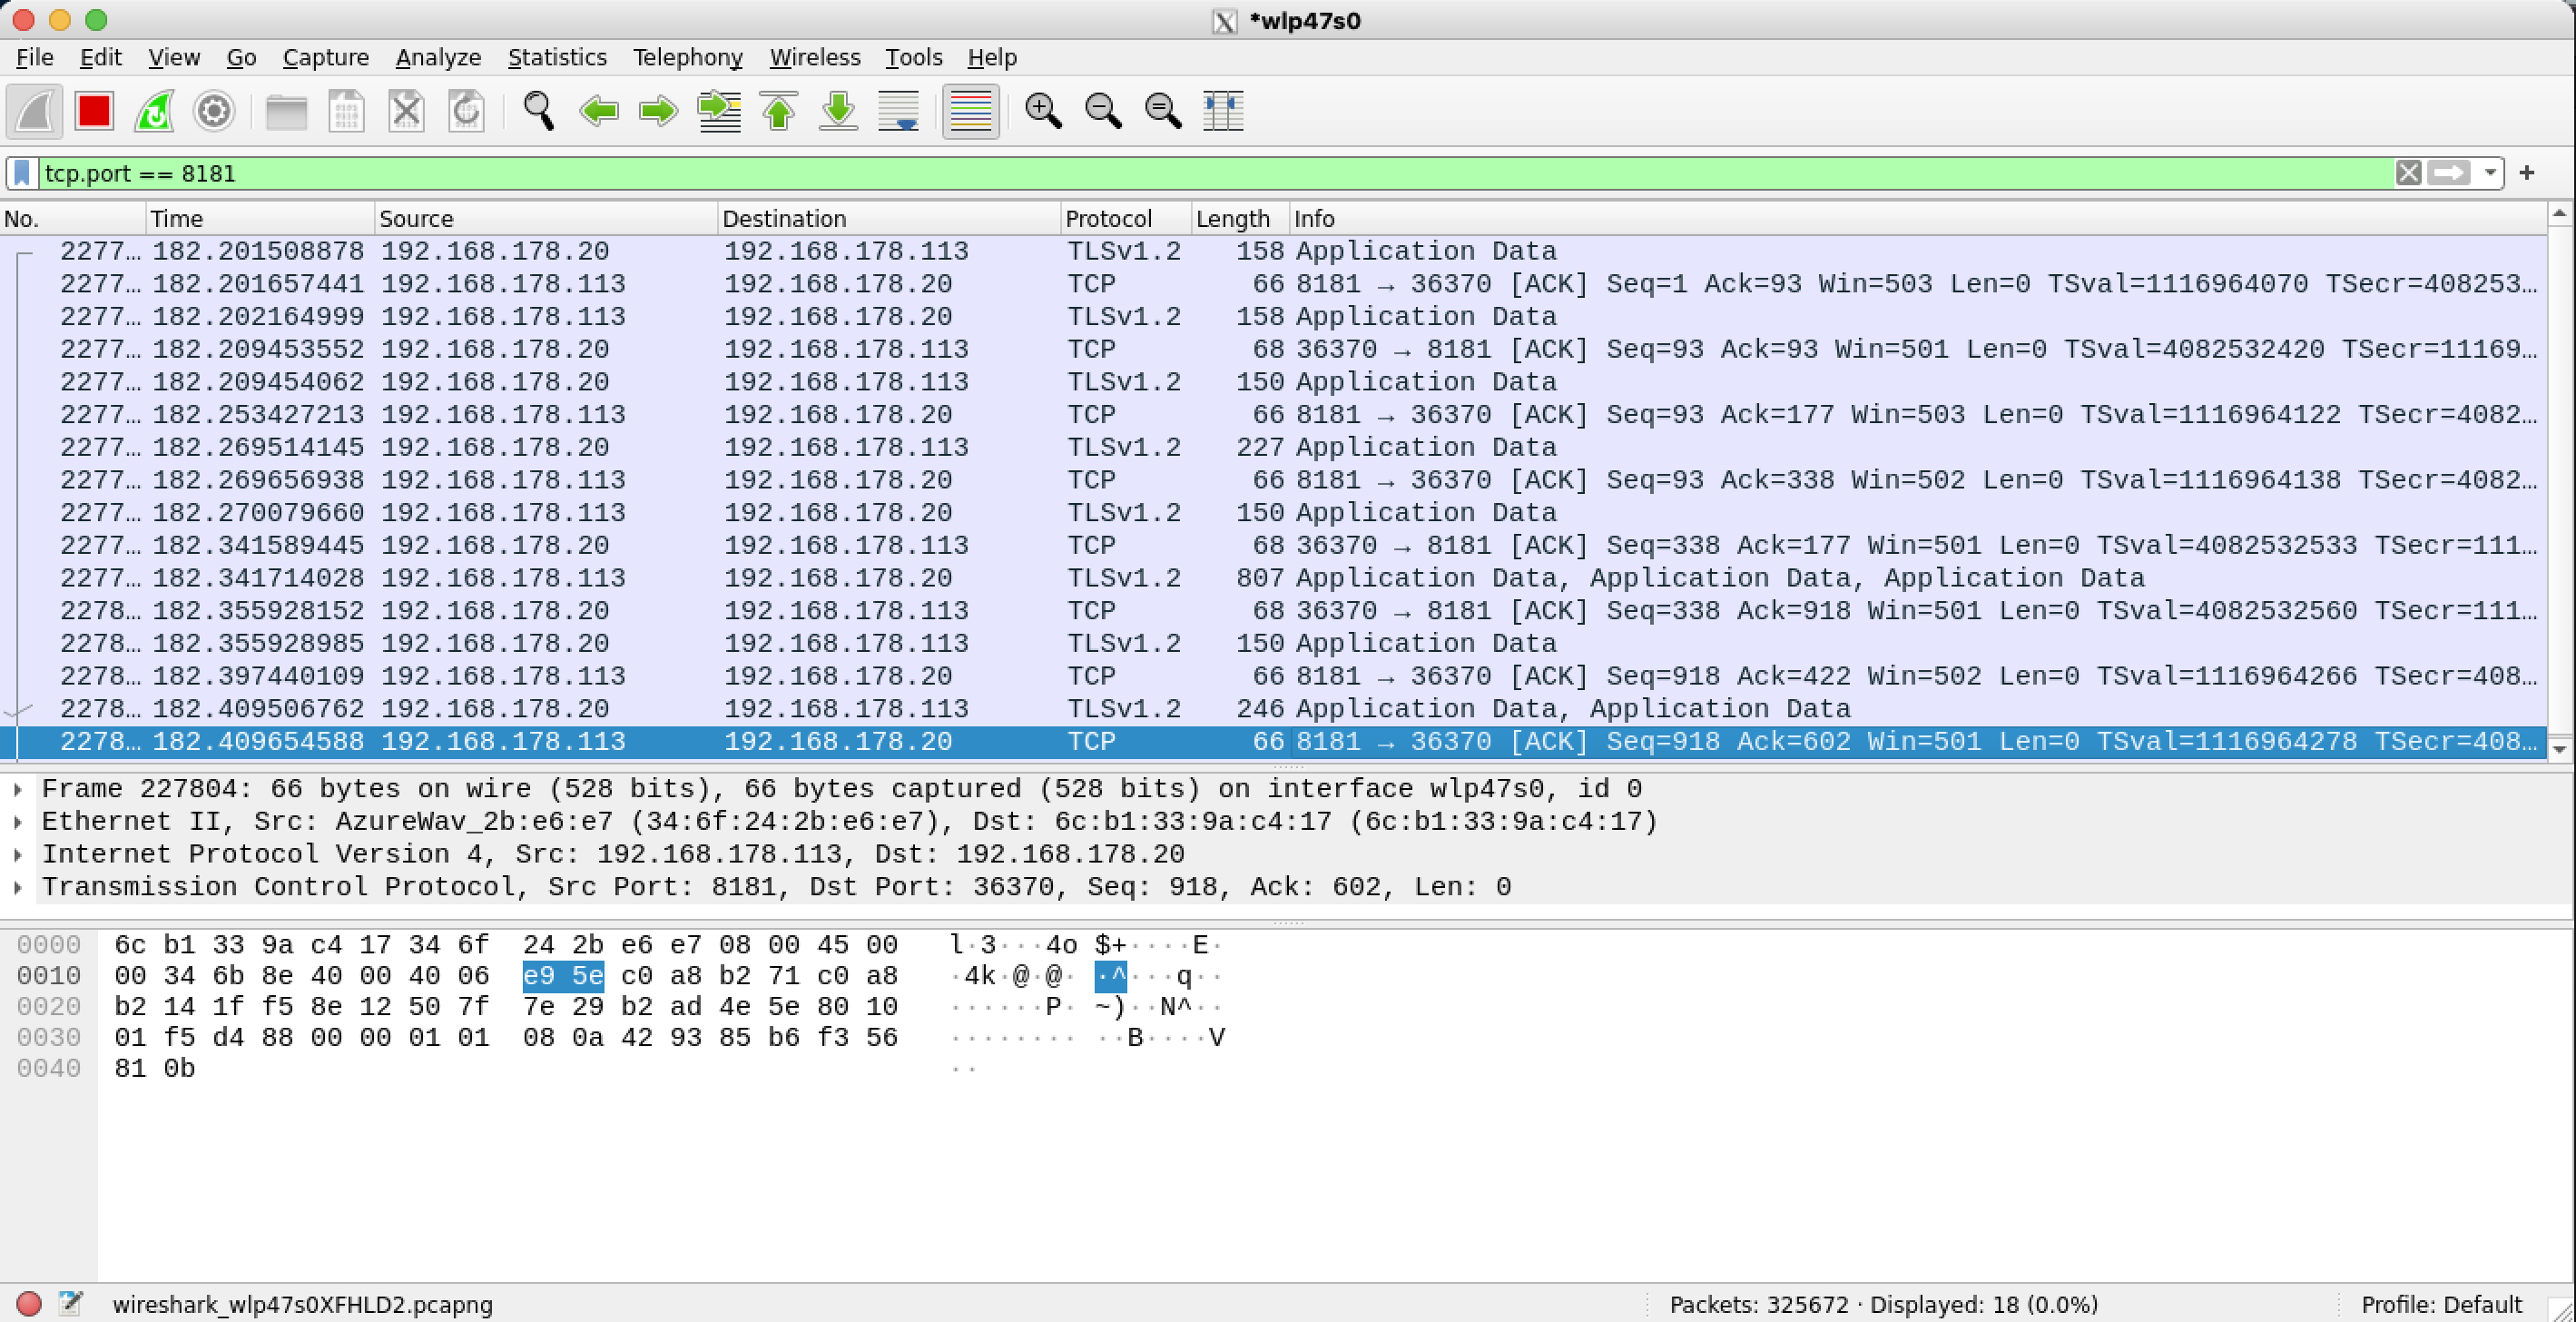 *wlp47s0
File Edit View Go Capture Analyze Statistics Telephony Wireless Tools Help
tcp.port == 8181
No. Time Source Destination Protocol Length Info
2277… 182.201508878 192.168.178.20 192.168.178.113 TLSv1.2 158 Application Data
2277… 182.201657441 192.168.178.113 192.168.178.20 TCP 66 8181 → 36370 [ACK] Seq=1 Ack=93 Win=503 Len=0 TSval=1116964070 TSecr=408253…
2277… 182.202164999 192.168.178.113 192.168.178.20 TLSv1.2 158 Application Data
2277… 182.209453552 192.168.178.20 192.168.178.113 TCP 68 36370 → 8181 [ACK] Seq=93 Ack=93 Win=501 Len=0 TSval=4082532420 TSecr=11169…
2277… 182.209454062 192.168.178.20 192.168.178.113 TLSv1.2 150 Application Data
2277… 182.253427213 192.168.178.113 192.168.178.20 TCP 66 8181 → 36370 [ACK] Seq=93 Ack=177 Win=503 Len=0 TSval=1116964122 TSecr=4082…
2277… 182.269514145 192.168.178.20 192.168.178.113 TLSv1.2 227 Application Data
2277… 182.269656938 192.168.178.113 192.168.178.20 TCP 66 8181 → 36370 [ACK] Seq=93 Ack=338 Win=502 Len=0 TSval=1116964138 TSecr=4082…
2277… 182.270079660 192.168.178.113 192.168.178.20 TLSv1.2 150 Application Data
2277… 182.341589445 192.168.178.20 192.168.178.113 TCP 68 36370 → 8181 [ACK] Seq=338 Ack=177 Win=501 Len=0 TSval=4082532533 TSecr=111…
2277… 182.341714028 192.168.178.113 192.168.178.20 TLSv1.2 807 Application Data, Application Data, Application Data
2278… 182.355928152 192.168.178.20 192.168.178.113 TCP 68 36370 → 8181 [ACK] Seq=338 Ack=918 Win=501 Len=0 TSval=4082532560 TSecr=111…
2278… 182.355928985 192.168.178.20 192.168.178.113 TLSv1.2 150 Application Data
2278… 182.397440109 192.168.178.113 192.168.178.20 TCP 66 8181 → 36370 [ACK] Seq=918 Ack=422 Win=502 Len=0 TSval=1116964266 TSecr=408…
2278… 182.409506762 192.168.178.20 192.168.178.113 TLSv1.2 246 Application Data, Application Data
2278… 182.409654588 192.168.178.113 192.168.178.20 TCP 66 8181 → 36370 [ACK] Seq=918 Ack=602 Win=501 Len=0 TSval=1116964278 TSecr=408…
Frame 227804: 66 bytes on wire (528 bits), 66 bytes captured (528 bits) on interface wlp47s0, id 0
Ethernet II, Src: AzureWav_2b:e6:e7 (34:6f:24:2b:e6:e7), Dst: 6c:b1:33:9a:c4:17 (6c:b1:33:9a:c4:17)
Internet Protocol Version 4, Src: 192.168.178.113, Dst: 192.168.178.20
Transmission Control Protocol, Src Port: 8181, Dst Port: 36370, Seq: 918, Ack: 602, Len: 0
0000 6c b1 33 9a c4 17 34 6f 24 2b e6 e7 08 00 45 00 l·3···4o $+····E·
0010 00 34 6b 8e 40 00 40 06 e9 5e c0 a8 b2 71 c0 a8 ·4k·@·@· ·^···q··
0020 b2 14 1f f5 8e 12 50 7f 7e 29 b2 ad 4e 5e 80 10 ······P· ~)··N^··
0030 01 f5 d4 88 00 00 01 01 08 0a 42 93 85 b6 f3 56 ········ ··B····V
0040 81 0b ··
wireshark_wlp47s0XFHLD2.pcapng Packets: 325672 · Displayed: 18 (0.0%) Profile: Default